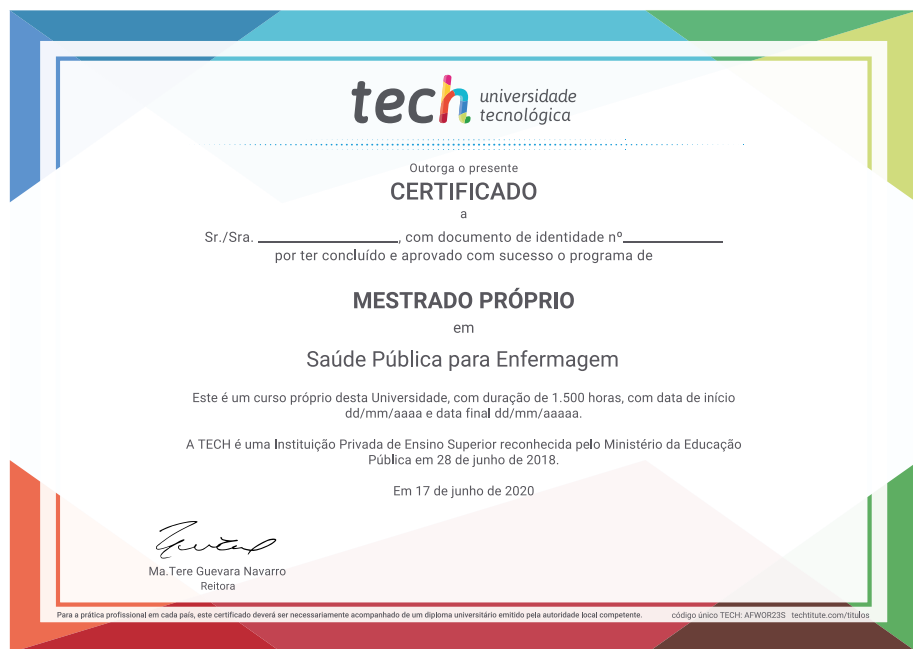 tech universidade
tecnológica
Outorga o presente
CERTIFICADO
a
Sr./Sra. ____________________, com documento de identidade nº______________
por ter concluído e aprovado com sucesso o programa de
MESTRADO PRÓPRIO
em
Saúde Pública para Enfermagem
Este é um curso próprio desta Universidade, com duração de 1.500 horas, com data de início
dd/mm/aaaa e data final dd/mm/aaaaa.
A TECH é uma Instituição Privada de Ensino Superior reconhecida pelo Ministério da Educação
Pública em 28 de junho de 2018.
Em 17 de junho de 2020
Ma.Tere Guevara Navarro
Reitora
Para a prática profissional em cada país, este certificado deverá ser necessariamente acompanhado de um diploma universitário emitido pela autoridade local competente. código único TECH: AFWOR23S techtitute.com/titulos